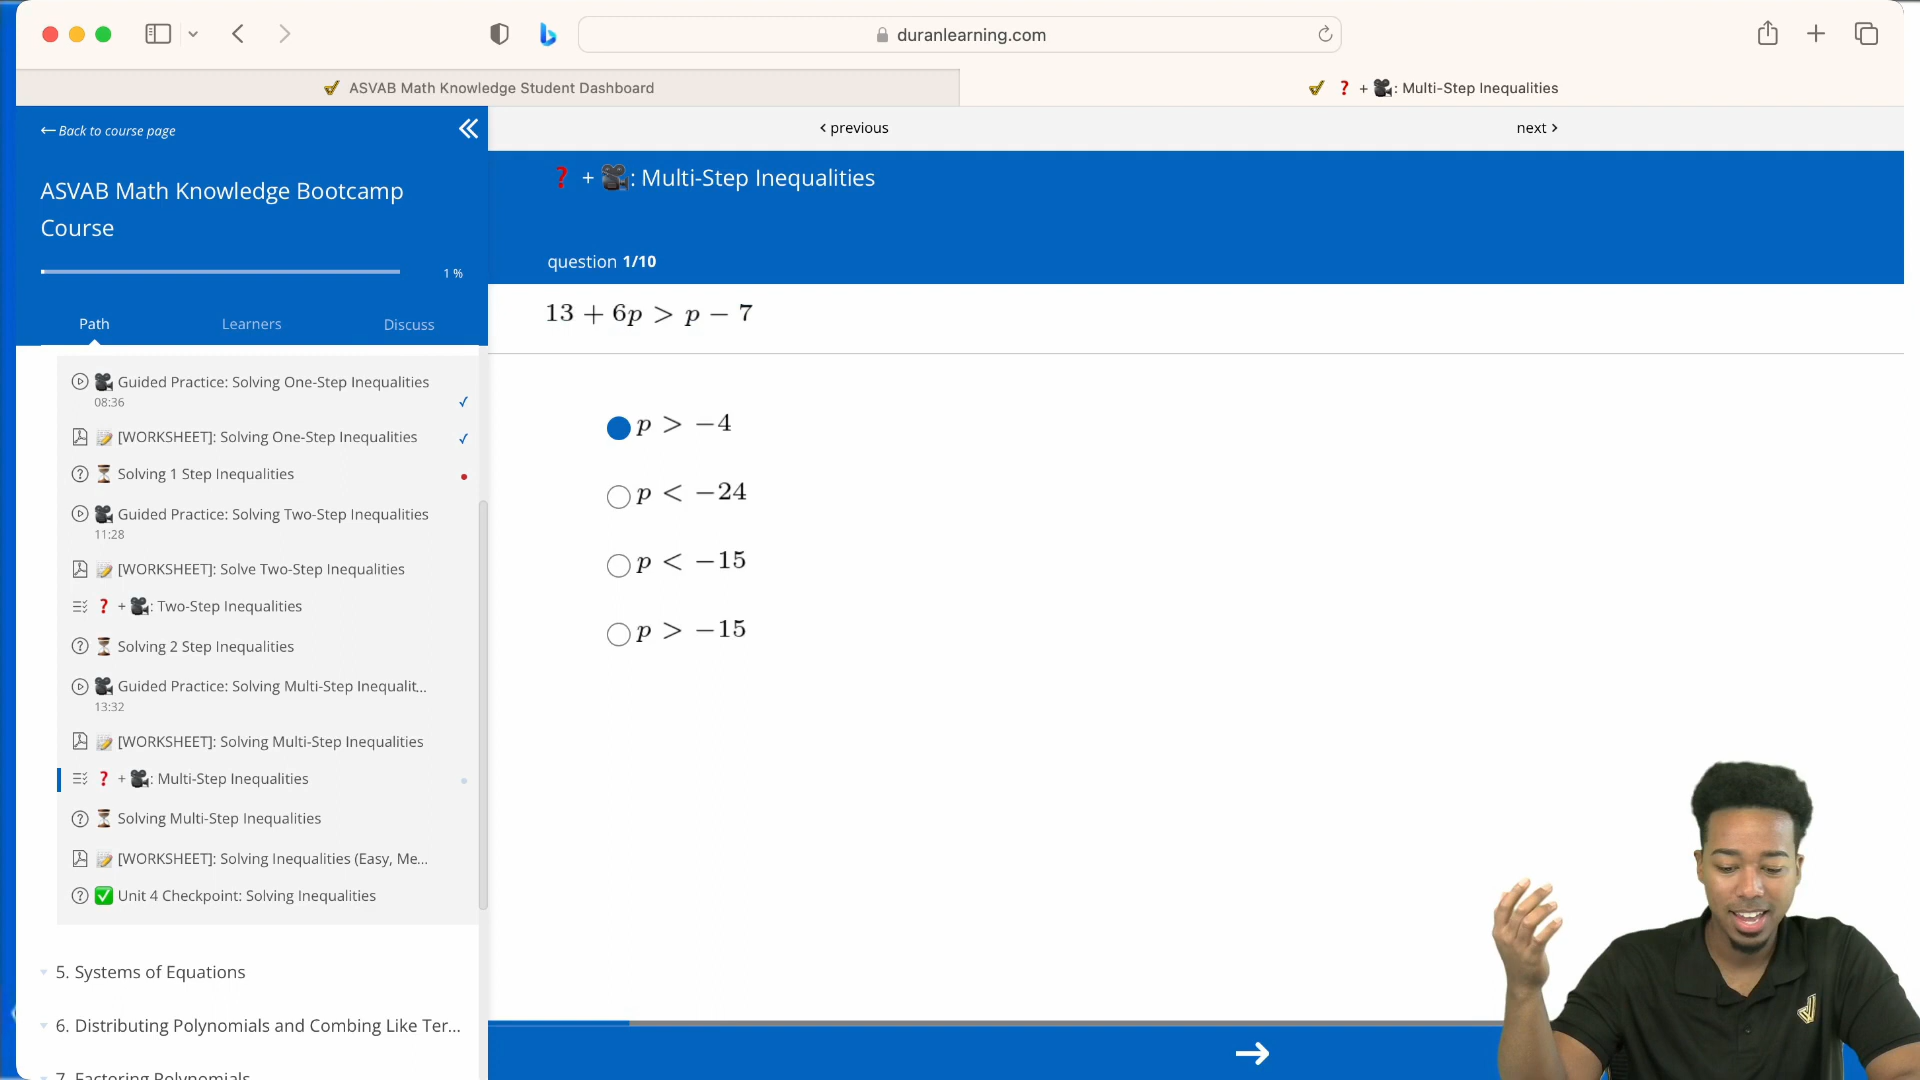 duranlearning.com
ASVAB Math Knowledge Student Dashboard
❓ + 🎥: Multi-Step Inequalities
← Back to course page
‹ previous
next ›
ASVAB Math Knowledge Bootcamp
Course
1 %
Path
Learners
Discuss
❓ + 🎥: Multi-Step Inequalities
question 1/10
13 + 6p > p − 7
p > −4
p < −24
p < −15
p > −15
🎥 Guided Practice: Solving One-Step Inequalities
08:36
📝 [WORKSHEET]: Solving One-Step Inequalities
⏳ Solving 1 Step Inequalities
🎥 Guided Practice: Solving Two-Step Inequalities
11:28
📝 [WORKSHEET]: Solve Two-Step Inequalities
❓ + 🎥: Two-Step Inequalities
⏳ Solving 2 Step Inequalities
🎥 Guided Practice: Solving Multi-Step Inequalit...
13:32
📝 [WORKSHEET]: Solving Multi-Step Inequalities
❓ + 🎥: Multi-Step Inequalities
⏳ Solving Multi-Step Inequalities
📝 [WORKSHEET]: Solving Inequalities (Easy, Me...
✅ Unit 4 Checkpoint: Solving Inequalities
5. Systems of Equations
6. Distributing Polynomials and Combing Like Ter...
7. Factoring Polynomials